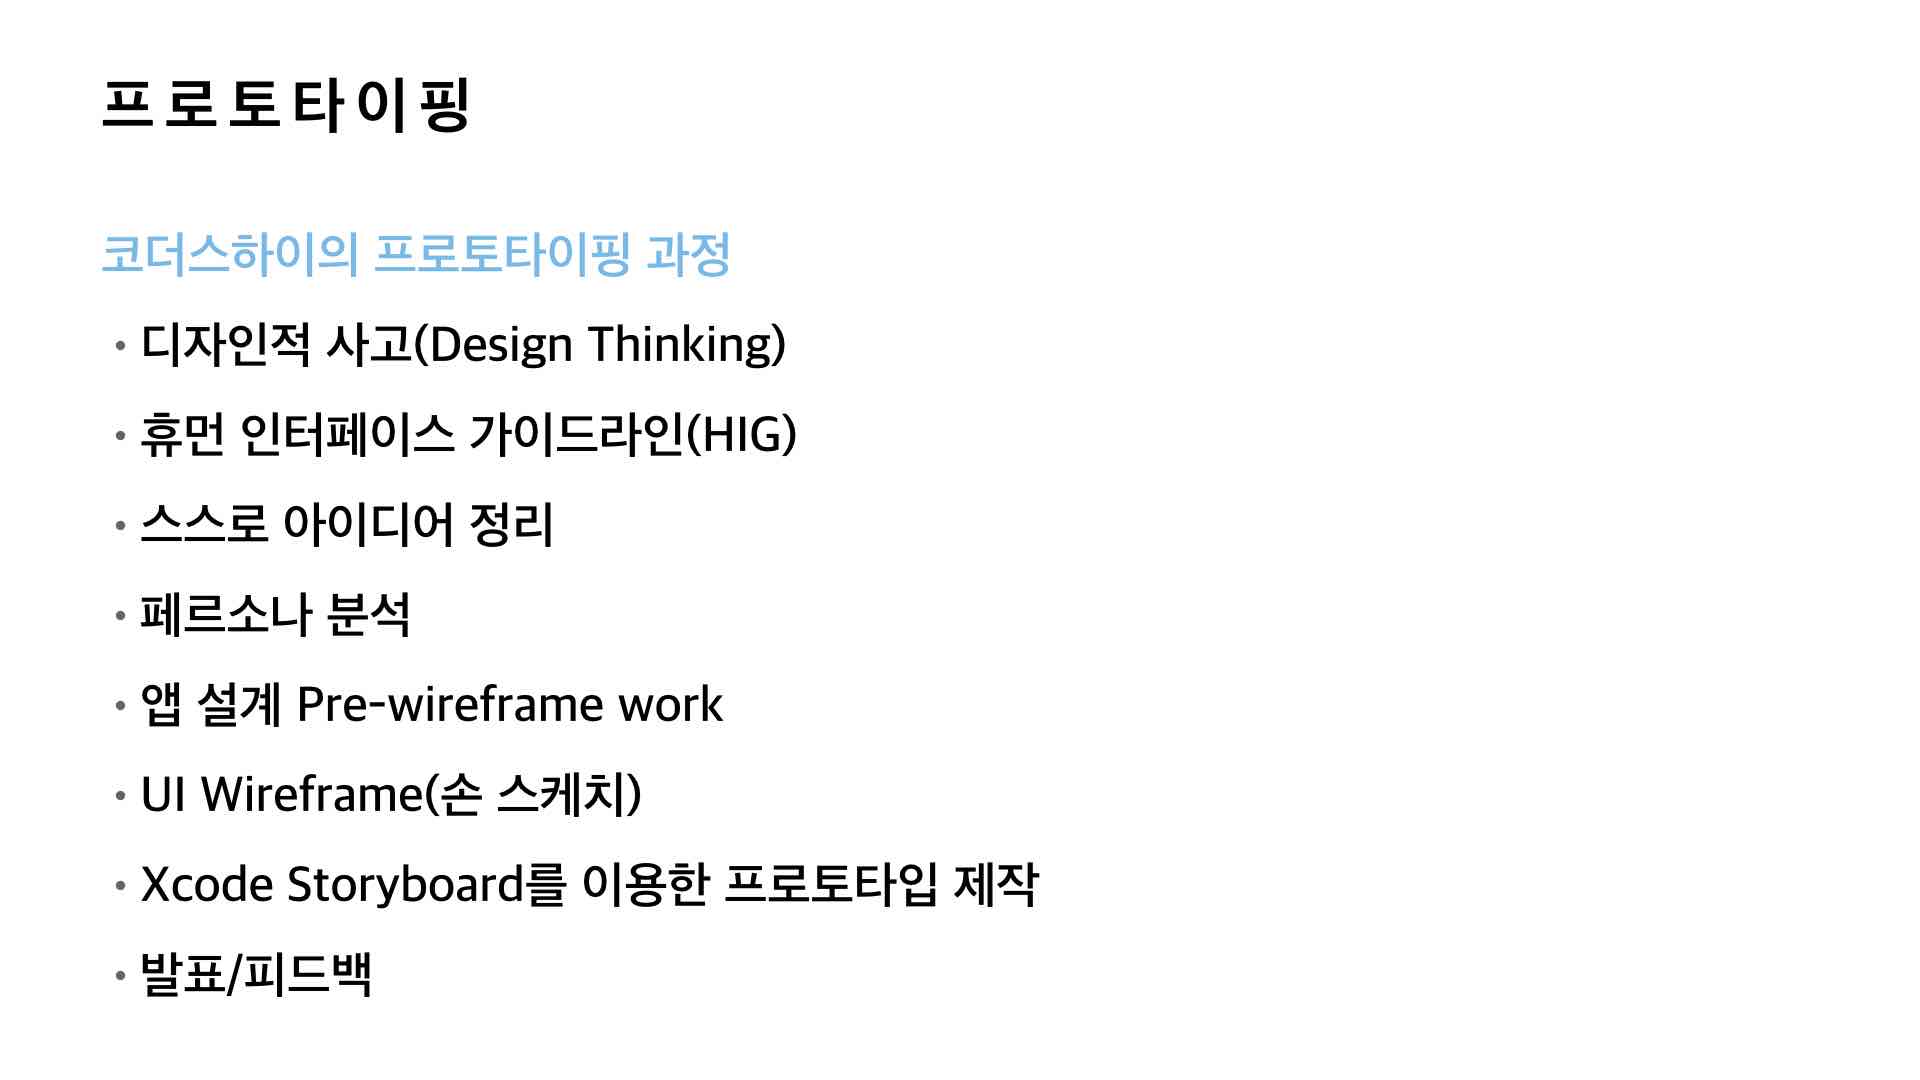 프로토타이핑
코더스하이의 프로토타이핑 과정
• 디자인적 사고(Design Thinking)
• 휴먼 인터페이스 가이드라인(HIG)
• 스스로 아이디어 정리
• 페르소나 분석
• 앱 설계 Pre-wireframe work
• UI Wireframe(손 스케치)
• Xcode Storyboard를 이용한 프로토타입 제작
• 발표/피드백